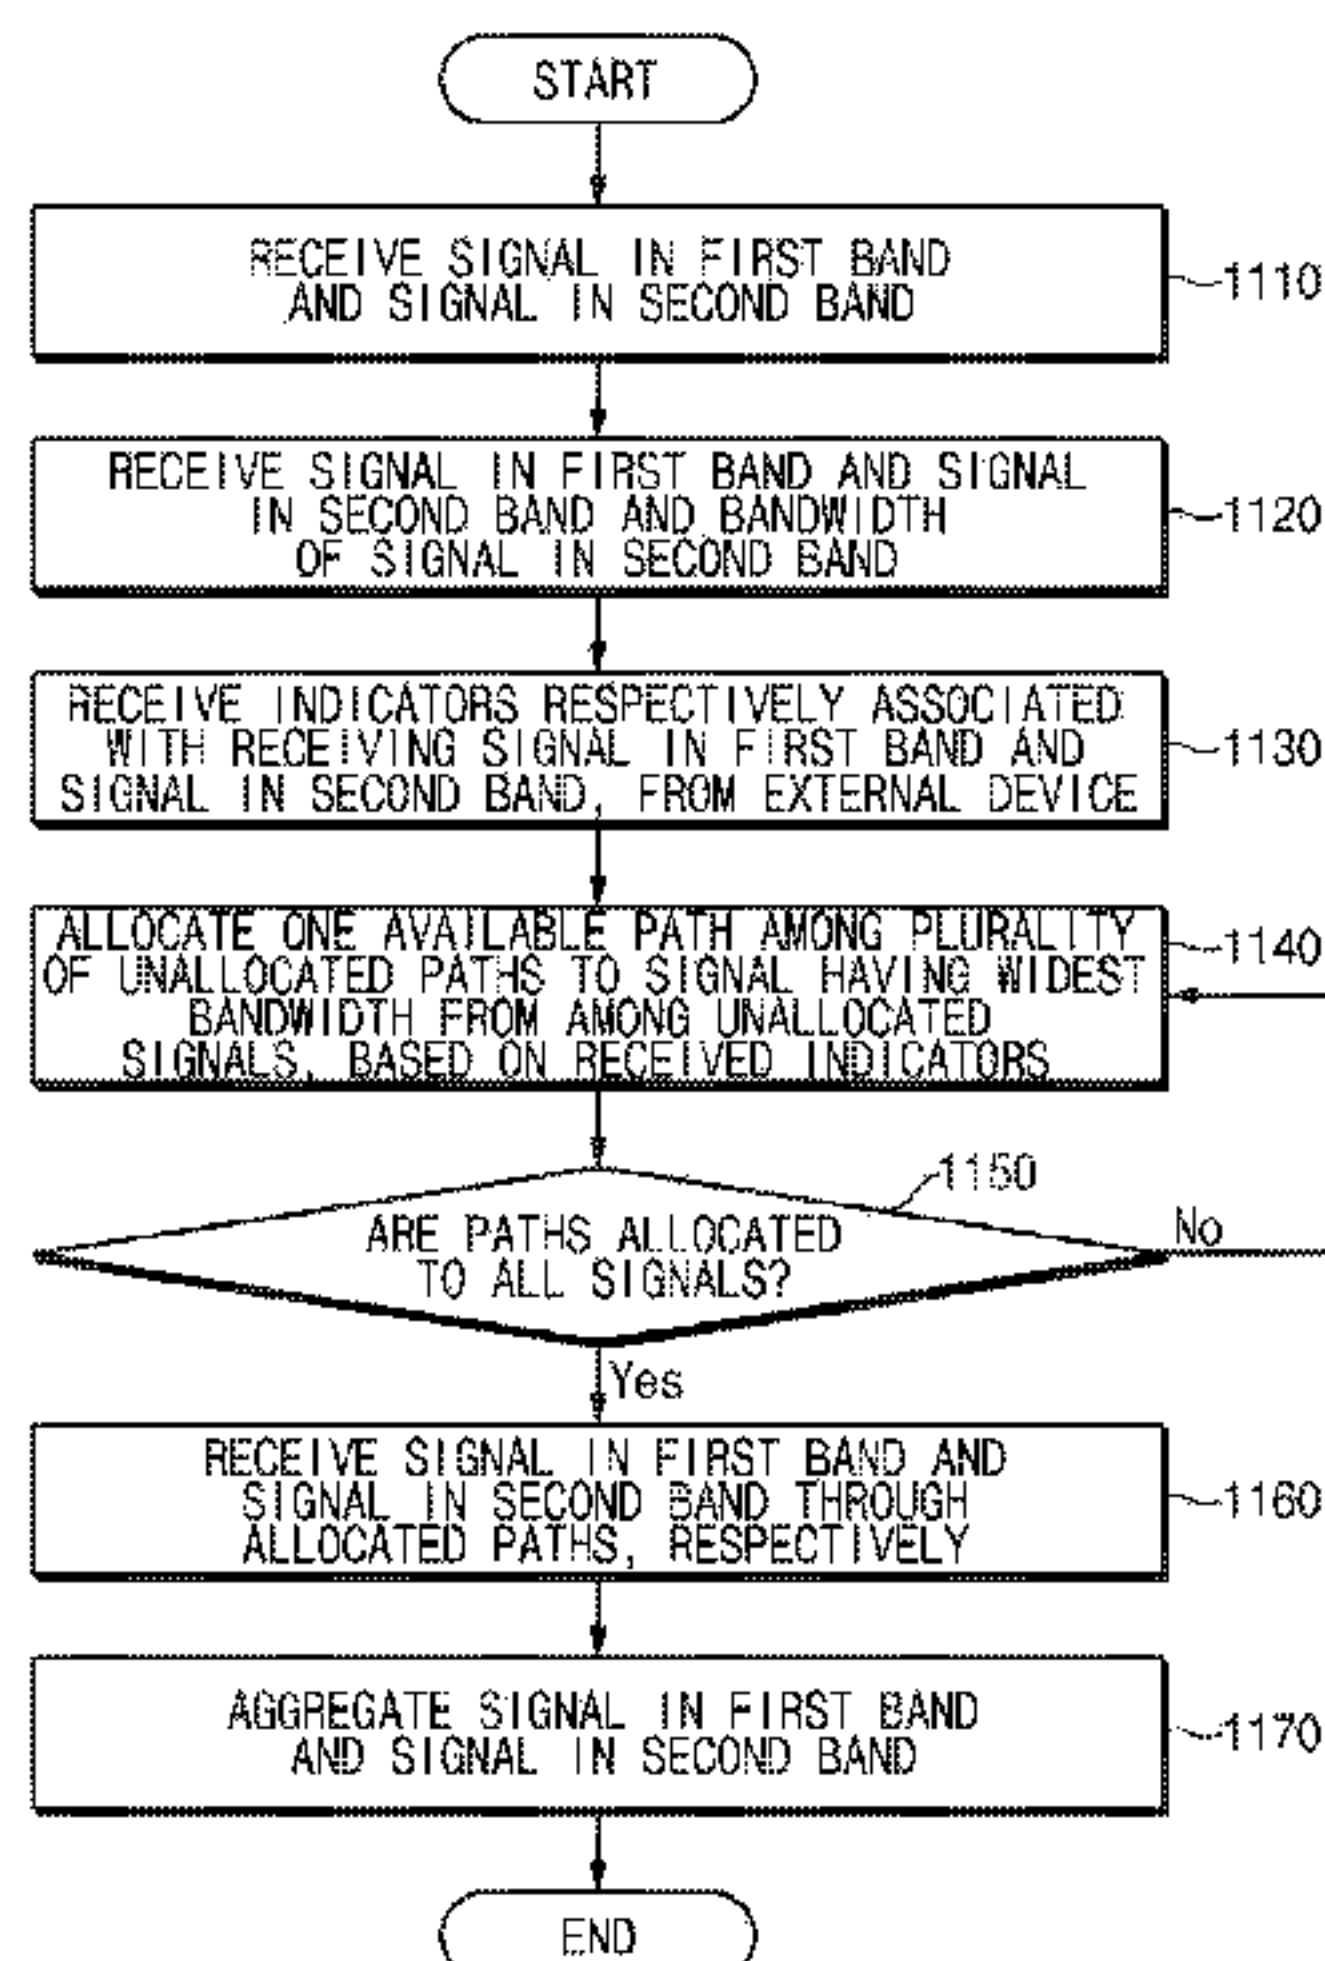 START
RECEIVE SIGNAL IN FIRST BAND
AND SIGNAL IN SECOND BAND
1110
RECEIVE SIGNAL IN FIRST BAND AND SIGNAL
IN SECOND BAND AND BANDWIDTH
OF SIGNAL IN SECOND BAND
1120
RECEIVE INDICATORS RESPECTIVELY ASSOCIATED
WITH RECEIVING SIGNAL IN FIRST BAND AND
SIGNAL IN SECOND BAND, FROM EXTERNAL DEVICE
1130
ALLOCATE ONE AVAILABLE PATH AMONG PLURALITY
OF UNALLOCATED PATHS TO SIGNAL HAVING WIDEST
BANDWIDTH FROM AMONG UNALLOCATED
SIGNALS, BASED ON RECEIVED INDICATORS
1140
1150
ARE PATHS ALLOCATED
TO ALL SIGNALS?
No
Yes
RECEIVE SIGNAL IN FIRST BAND AND
SIGNAL IN SECOND BAND THROUGH
ALLOCATED PATHS, RESPECTIVELY
1160
AGGREGATE SIGNAL IN FIRST BAND
AND SIGNAL IN SECOND BAND
1170
END